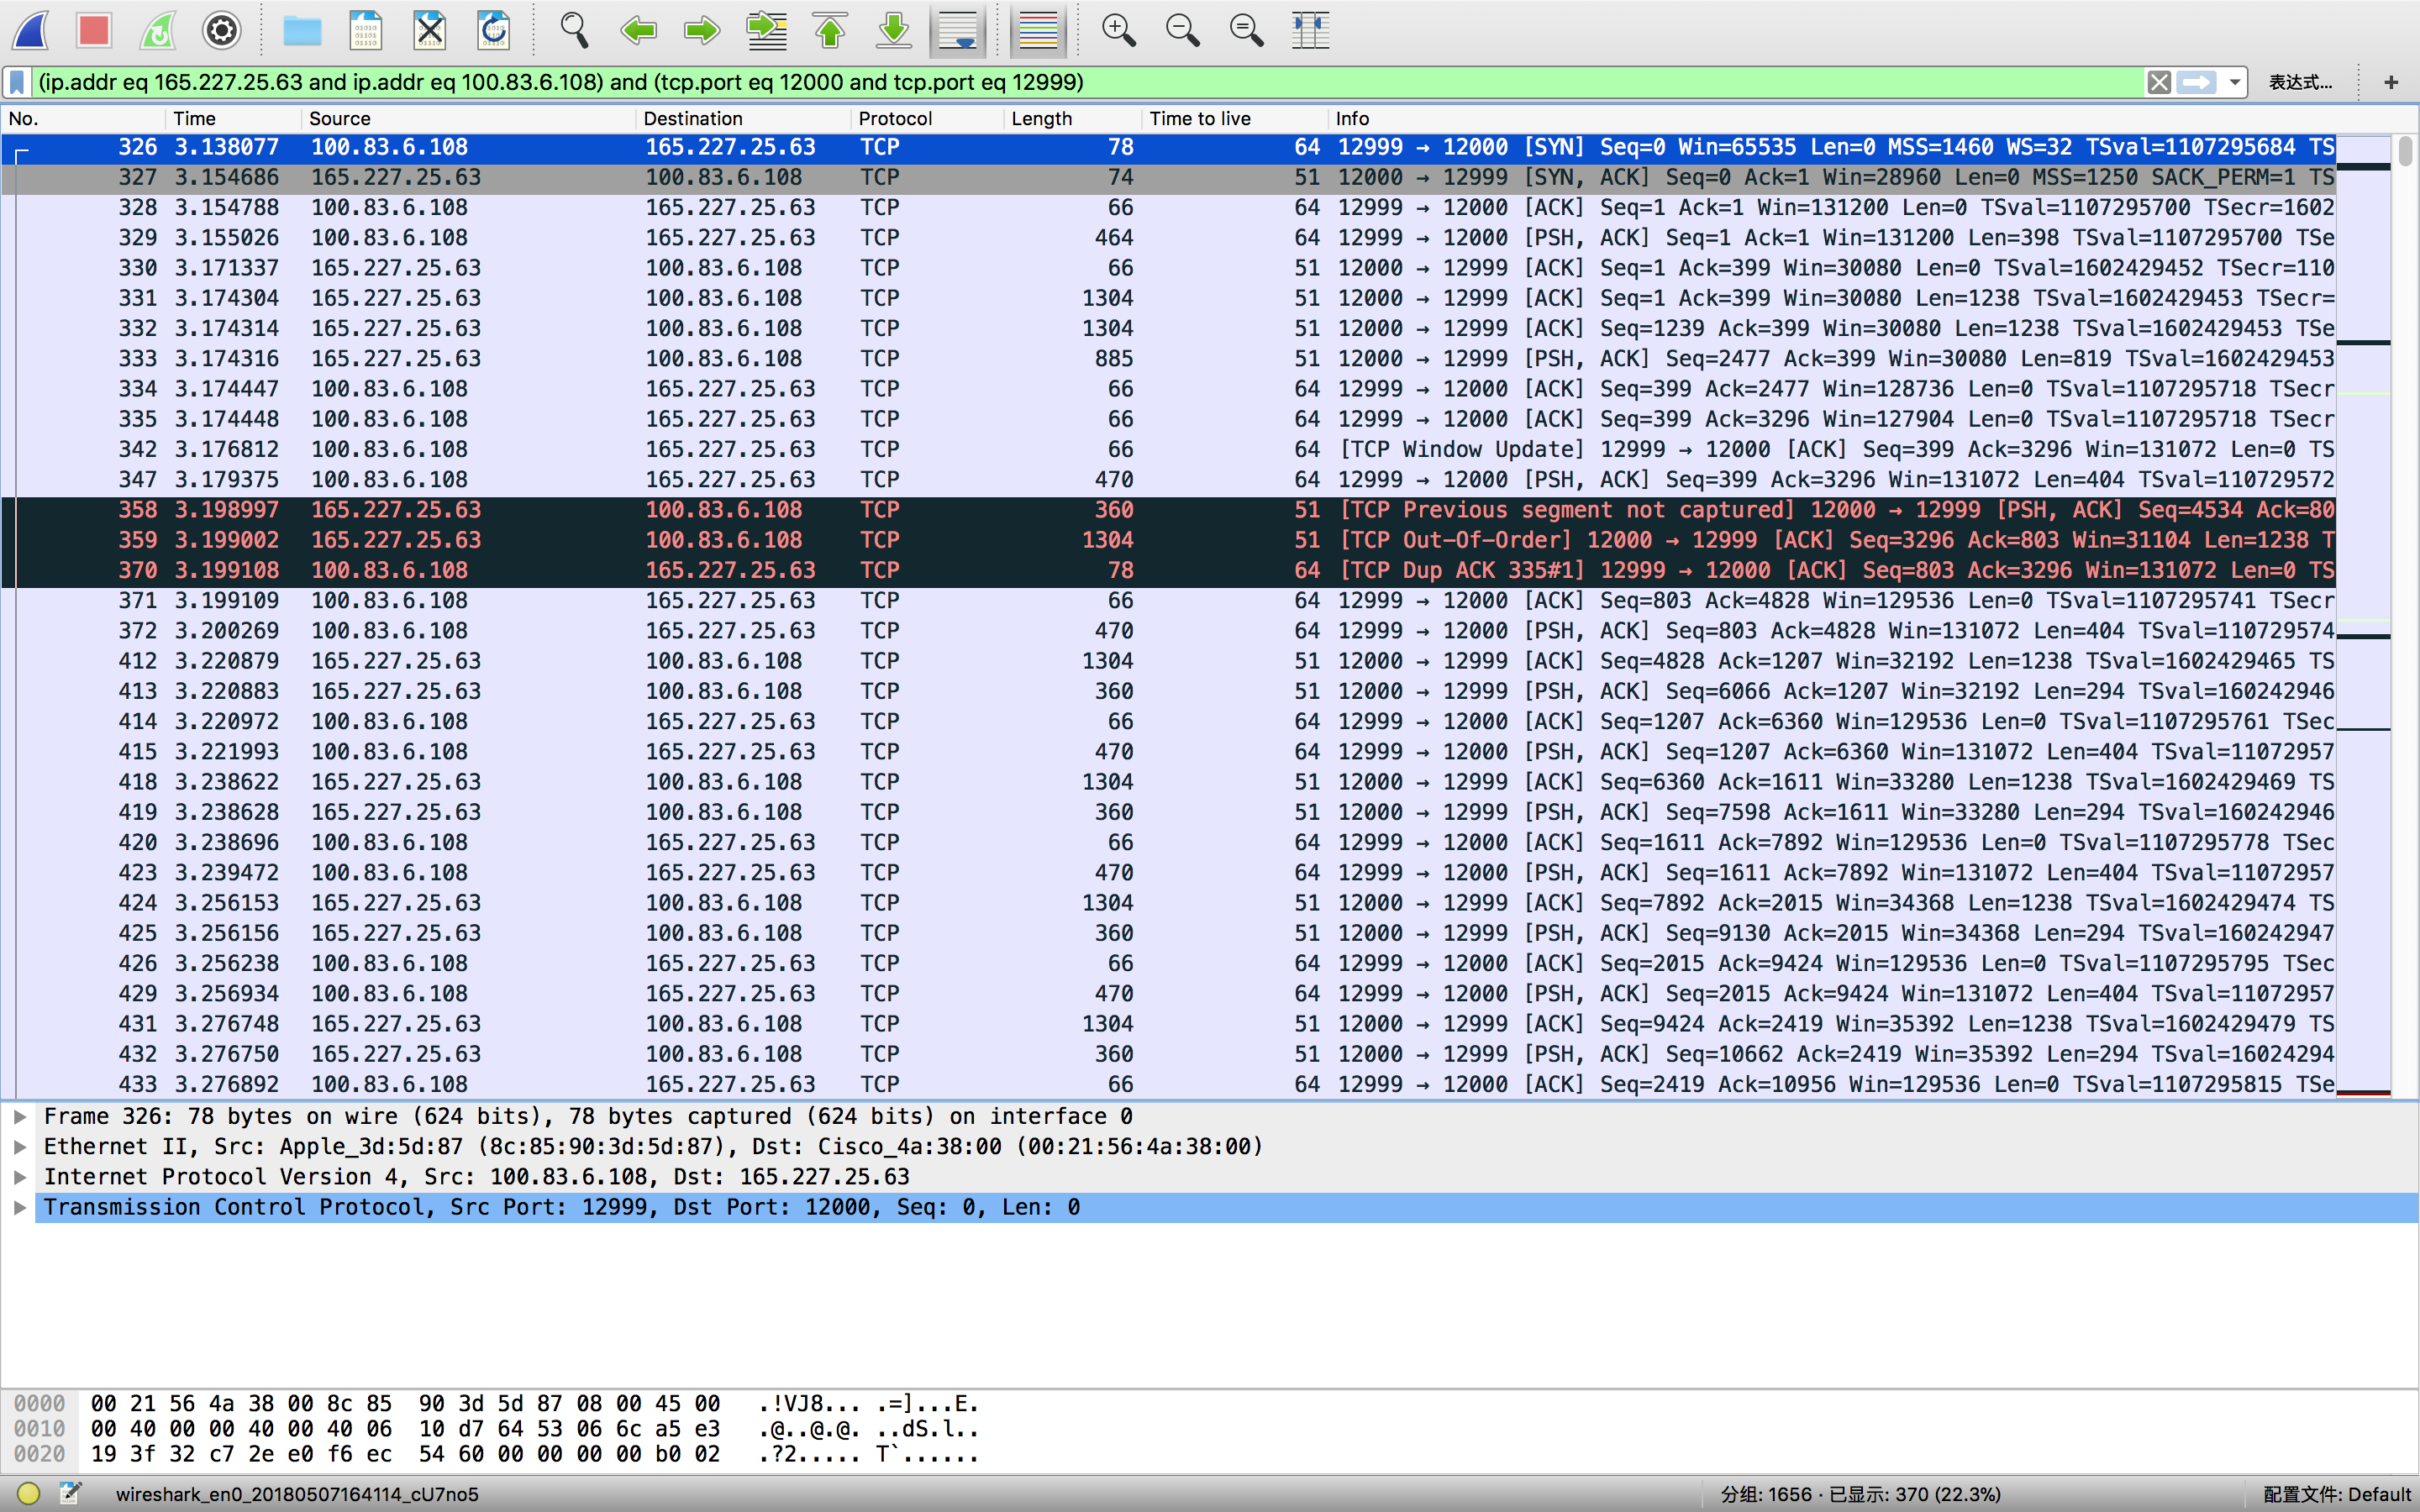 (ip.addr eq 165.227.25.63 and ip.addr eq 100.83.6.108) and (tcp.port eq 12000 and tcp.port eq 12999) 表达式... +
No. Time Source Destination Protocol Length Time to live Info
326 3.138077 100.83.6.108 165.227.25.63 TCP 78 64 12999 → 12000 [SYN] Seq=0 Win=65535 Len=0 MSS=1460 WS=32 TSval=1107295684 TS
327 3.154686 165.227.25.63 100.83.6.108 TCP 74 51 12000 → 12999 [SYN, ACK] Seq=0 Ack=1 Win=28960 Len=0 MSS=1250 SACK_PERM=1 TS
328 3.154788 100.83.6.108 165.227.25.63 TCP 66 64 12999 → 12000 [ACK] Seq=1 Ack=1 Win=131200 Len=0 TSval=1107295700 TSecr=1602
329 3.155026 100.83.6.108 165.227.25.63 TCP 464 64 12999 → 12000 [PSH, ACK] Seq=1 Ack=1 Win=131200 Len=398 TSval=1107295700 TSe
330 3.171337 165.227.25.63 100.83.6.108 TCP 66 51 12000 → 12999 [ACK] Seq=1 Ack=399 Win=30080 Len=0 TSval=1602429452 TSecr=110
331 3.174304 165.227.25.63 100.83.6.108 TCP 1304 51 12000 → 12999 [ACK] Seq=1 Ack=399 Win=30080 Len=1238 TSval=1602429453 TSecr=
332 3.174314 165.227.25.63 100.83.6.108 TCP 1304 51 12000 → 12999 [ACK] Seq=1239 Ack=399 Win=30080 Len=1238 TSval=1602429453 TSe
333 3.174316 165.227.25.63 100.83.6.108 TCP 885 51 12000 → 12999 [PSH, ACK] Seq=2477 Ack=399 Win=30080 Len=819 TSval=1602429453
334 3.174447 100.83.6.108 165.227.25.63 TCP 66 64 12999 → 12000 [ACK] Seq=399 Ack=2477 Win=128736 Len=0 TSval=1107295718 TSecr
335 3.174448 100.83.6.108 165.227.25.63 TCP 66 64 12999 → 12000 [ACK] Seq=399 Ack=3296 Win=127904 Len=0 TSval=1107295718 TSecr
342 3.176812 100.83.6.108 165.227.25.63 TCP 66 64 [TCP Window Update] 12999 → 12000 [ACK] Seq=399 Ack=3296 Win=131072 Len=0 TS
347 3.179375 100.83.6.108 165.227.25.63 TCP 470 64 12999 → 12000 [PSH, ACK] Seq=399 Ack=3296 Win=131072 Len=404 TSval=110729572
358 3.198997 165.227.25.63 100.83.6.108 TCP 360 51 [TCP Previous segment not captured] 12000 → 12999 [PSH, ACK] Seq=4534 Ack=80
359 3.199002 165.227.25.63 100.83.6.108 TCP 1304 51 [TCP Out-Of-Order] 12000 → 12999 [ACK] Seq=3296 Ack=803 Win=31104 Len=1238 T
370 3.199108 100.83.6.108 165.227.25.63 TCP 78 64 [TCP Dup ACK 335#1] 12999 → 12000 [ACK] Seq=803 Ack=3296 Win=131072 Len=0 TS
371 3.199109 100.83.6.108 165.227.25.63 TCP 66 64 12999 → 12000 [ACK] Seq=803 Ack=4828 Win=129536 Len=0 TSval=1107295741 TSecr
372 3.200269 100.83.6.108 165.227.25.63 TCP 470 64 12999 → 12000 [PSH, ACK] Seq=803 Ack=4828 Win=131072 Len=404 TSval=110729574
412 3.220879 165.227.25.63 100.83.6.108 TCP 1304 51 12000 → 12999 [ACK] Seq=4828 Ack=1207 Win=32192 Len=1238 TSval=1602429465 TS
413 3.220883 165.227.25.63 100.83.6.108 TCP 360 51 12000 → 12999 [PSH, ACK] Seq=6066 Ack=1207 Win=32192 Len=294 TSval=160242946
414 3.220972 100.83.6.108 165.227.25.63 TCP 66 64 12999 → 12000 [ACK] Seq=1207 Ack=6360 Win=129536 Len=0 TSval=1107295761 TSec
415 3.221993 100.83.6.108 165.227.25.63 TCP 470 64 12999 → 12000 [PSH, ACK] Seq=1207 Ack=6360 Win=131072 Len=404 TSval=11072957
418 3.238622 165.227.25.63 100.83.6.108 TCP 1304 51 12000 → 12999 [ACK] Seq=6360 Ack=1611 Win=33280 Len=1238 TSval=1602429469 TS
419 3.238628 165.227.25.63 100.83.6.108 TCP 360 51 12000 → 12999 [PSH, ACK] Seq=7598 Ack=1611 Win=33280 Len=294 TSval=160242946
420 3.238696 100.83.6.108 165.227.25.63 TCP 66 64 12999 → 12000 [ACK] Seq=1611 Ack=7892 Win=129536 Len=0 TSval=1107295778 TSec
423 3.239472 100.83.6.108 165.227.25.63 TCP 470 64 12999 → 12000 [PSH, ACK] Seq=1611 Ack=7892 Win=131072 Len=404 TSval=11072957
424 3.256153 165.227.25.63 100.83.6.108 TCP 1304 51 12000 → 12999 [ACK] Seq=7892 Ack=2015 Win=34368 Len=1238 TSval=1602429474 TS
425 3.256156 165.227.25.63 100.83.6.108 TCP 360 51 12000 → 12999 [PSH, ACK] Seq=9130 Ack=2015 Win=34368 Len=294 TSval=160242947
426 3.256238 100.83.6.108 165.227.25.63 TCP 66 64 12999 → 12000 [ACK] Seq=2015 Ack=9424 Win=129536 Len=0 TSval=1107295795 TSec
429 3.256934 100.83.6.108 165.227.25.63 TCP 470 64 12999 → 12000 [PSH, ACK] Seq=2015 Ack=9424 Win=131072 Len=404 TSval=11072957
431 3.276748 165.227.25.63 100.83.6.108 TCP 1304 51 12000 → 12999 [ACK] Seq=9424 Ack=2419 Win=35392 Len=1238 TSval=1602429479 TS
432 3.276750 165.227.25.63 100.83.6.108 TCP 360 51 12000 → 12999 [PSH, ACK] Seq=10662 Ack=2419 Win=35392 Len=294 TSval=16024294
433 3.276892 100.83.6.108 165.227.25.63 TCP 66 64 12999 → 12000 [ACK] Seq=2419 Ack=10956 Win=129536 Len=0 TSval=1107295815 TSe
Frame 326: 78 bytes on wire (624 bits), 78 bytes captured (624 bits) on interface 0
Ethernet II, Src: Apple_3d:5d:87 (8c:85:90:3d:5d:87), Dst: Cisco_4a:38:00 (00:21:56:4a:38:00)
Internet Protocol Version 4, Src: 100.83.6.108, Dst: 165.227.25.63
Transmission Control Protocol, Src Port: 12999, Dst Port: 12000, Seq: 0, Len: 0
0000 00 21 56 4a 38 00 8c 85 90 3d 5d 87 08 00 45 00 .!VJ8... .=]...E.
0010 00 40 00 00 40 00 40 06 10 d7 64 53 06 6c a5 e3 .@..@.@. ..dS.l..
0020 19 3f 32 c7 2e e0 f6 ec 54 60 00 00 00 00 b0 02 .?2..... T`......
wireshark_en0_20180507164114_cU7no5 分组: 1656 · 已显示: 370 (22.3%) 配置文件: Default